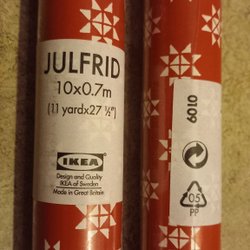 JULFRID
10x0.7m
(11 yardx27 ½")
IKEA
Design and Quality
IKEA of Sweden
Made in Great Britain
6010
05
PP